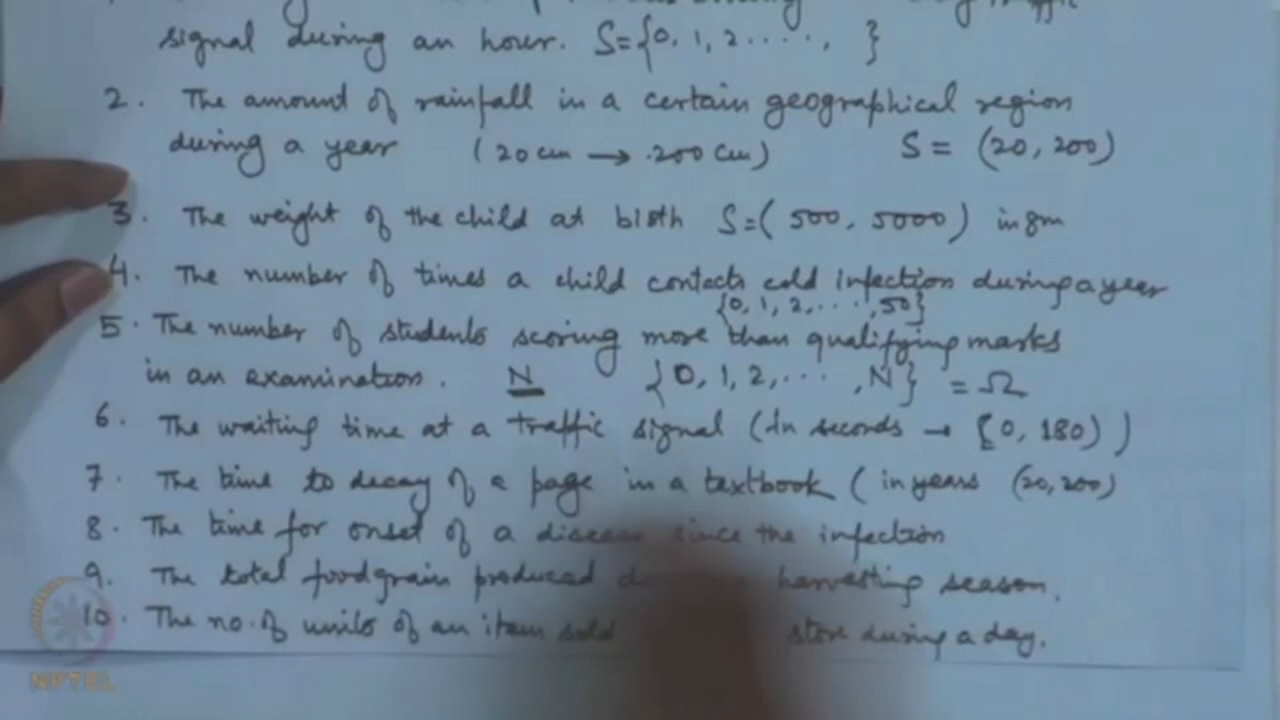 signal during an hour. S={0, 1, 2 ....., }
2. The amount of rainfall in a certain geographical region
during a year (20 cm → 200 cm) S = (20, 200)
3. The weight of the child at birth S=( 500, 5000) in gm
4. The number of times a child contacts cold infection during a year
{0, 1, 2, ... , 50}
5. The number of students scoring more than qualifying marks
in an examination. N {0, 1, 2, ... , N} = Ω
6. The waiting time at a traffic signal (In seconds → [0, 180) )
7. The time to decay of a page in a textbook ( in years (20, 200)
8. The time for onset of a disease since the infection
9. The total foodgrain produced harvesting season.
10. The no. of units of an item sold store during a day.
NPTEL